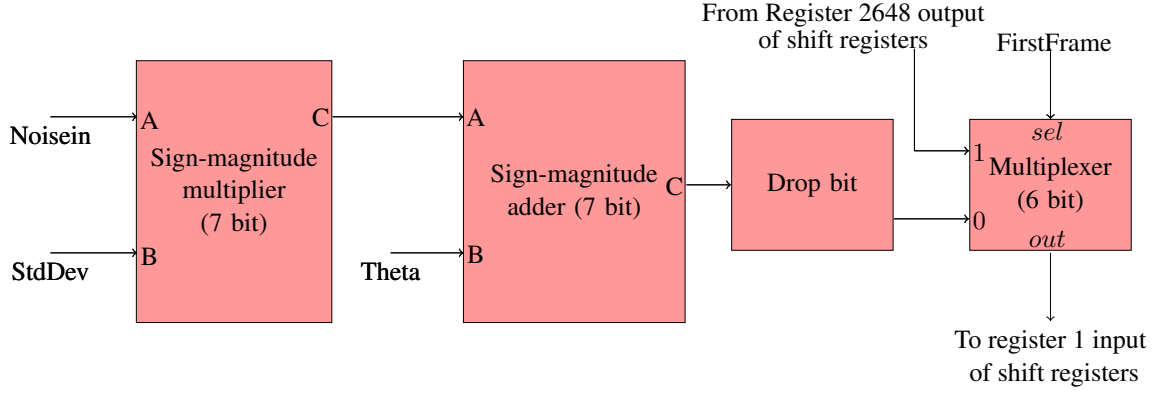 From Register 2648 output
of shift registers
FirstFrame
Noisein
A
C
Sign-magnitude
multiplier
(7 bit)
B
StdDev
A
Sign-magnitude
adder (7 bit)
C
B
Theta
Drop bit
sel
1
Multiplexer
(6 bit)
0
out
To register 1 input
of shift registers